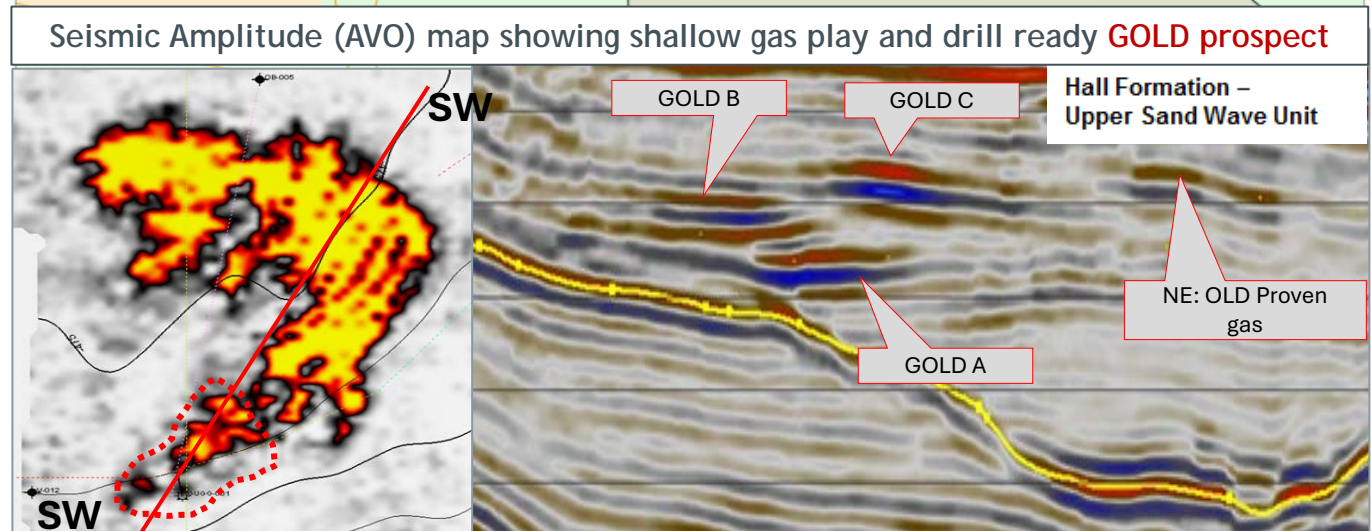 Seismic Amplitude (AVO) map showing shallow gas play and drill ready GOLD prospect
SW
SW
GOLD B
GOLD C
Hall Formation –
Upper Sand Wave Unit
NE: OLD Proven
gas
GOLD A